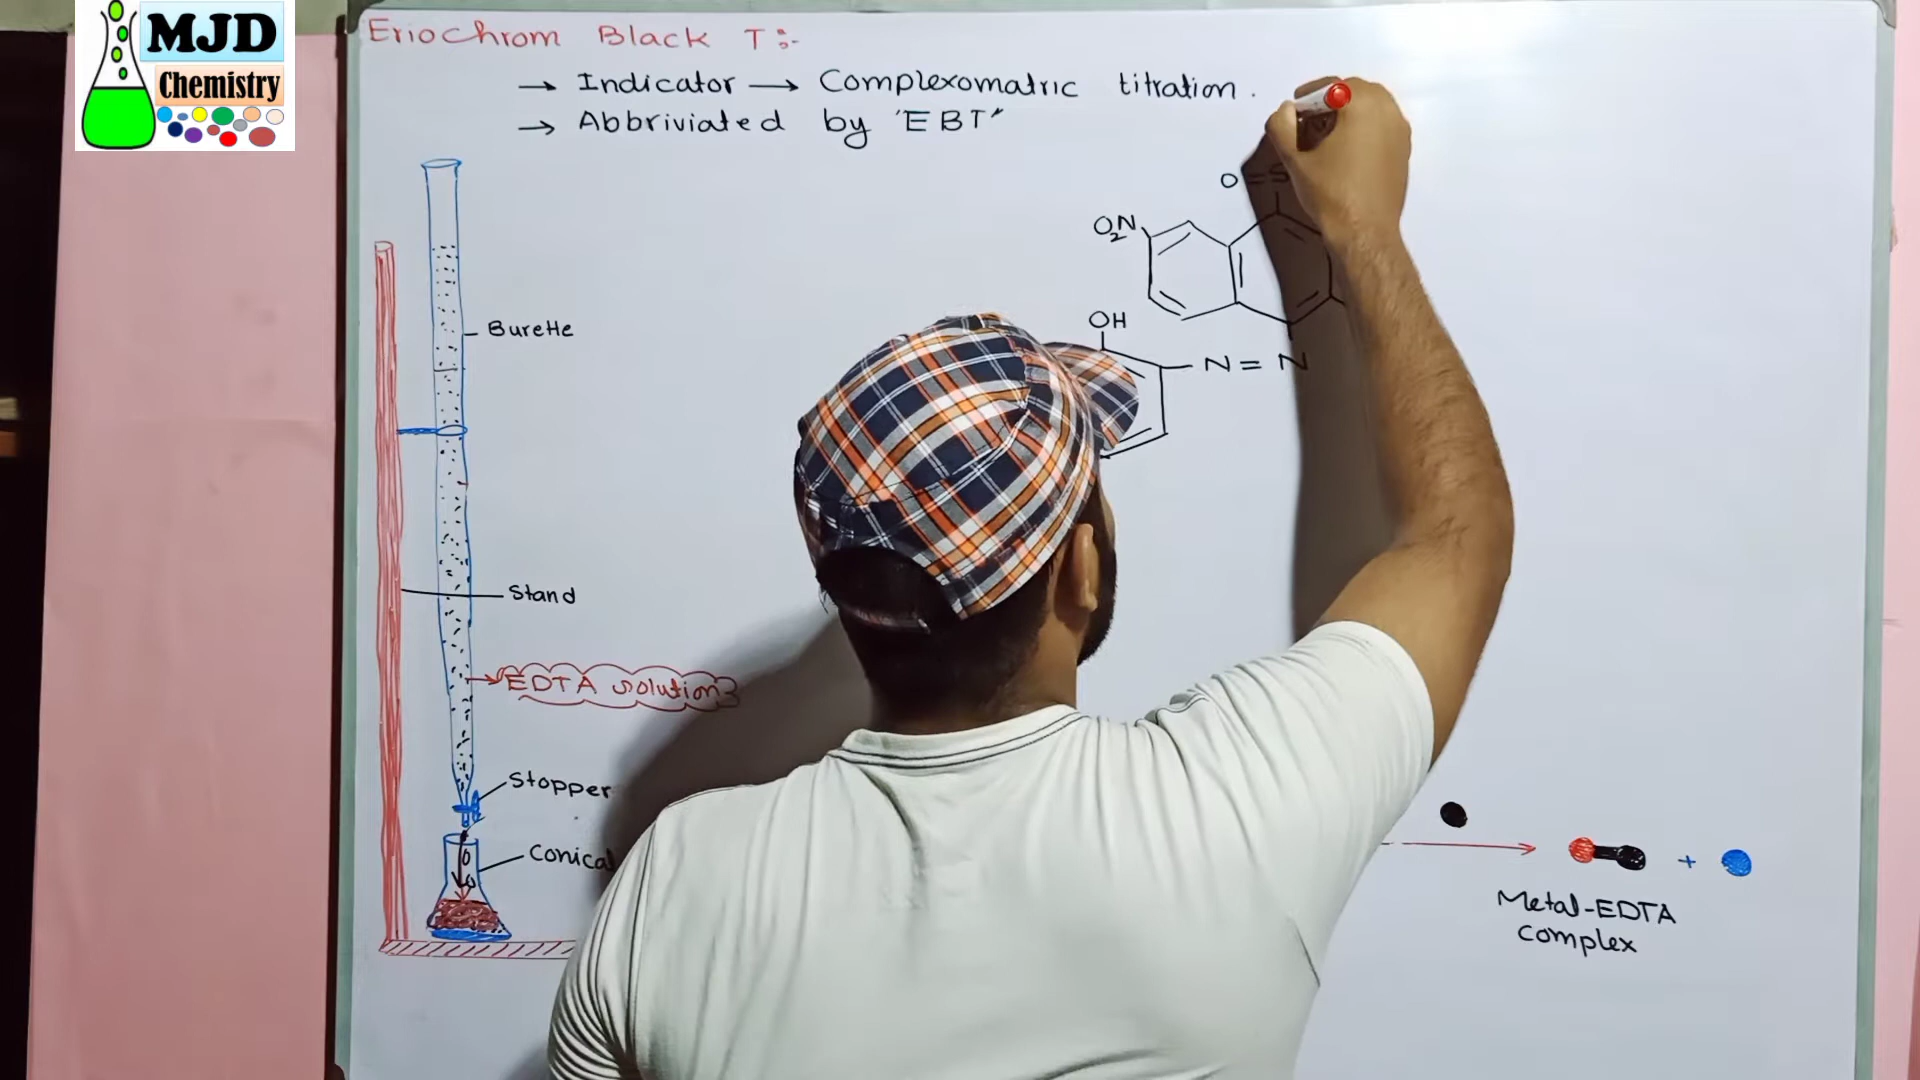 MJD
Chemistry
Eriochrom Black T:-
→ Indicator → Complexomatric titration.
→ Abbriviated by 'EBT"
O=S
O2N
OH
N=N
Burette
Stand
EDTA solution
Stopper
Conical
+
Metal-EDTA
complex